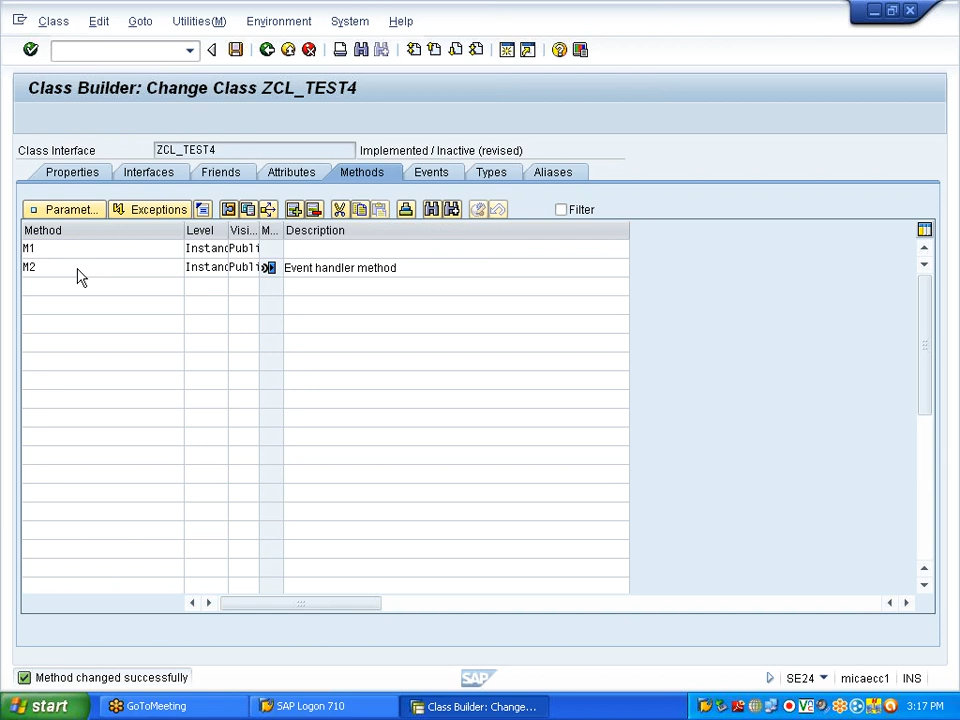 Class Edit Goto Utilities(M) Environment System Help
Class Builder: Change Class ZCL_TEST4
Class Interface ZCL_TEST4 Implemented / Inactive (revised)
Properties Interfaces Friends Attributes Methods Events Types Aliases
Paramet... Exceptions Filter
Method Level Visi... M... Description
M1 Instanc Publi
M2 Instanc Publi Event handler method
Method changed successfully SAP SE24 micaecc1 INS
start GoToMeeting SAP Logon 710 Class Builder: Change... 3:17 PM